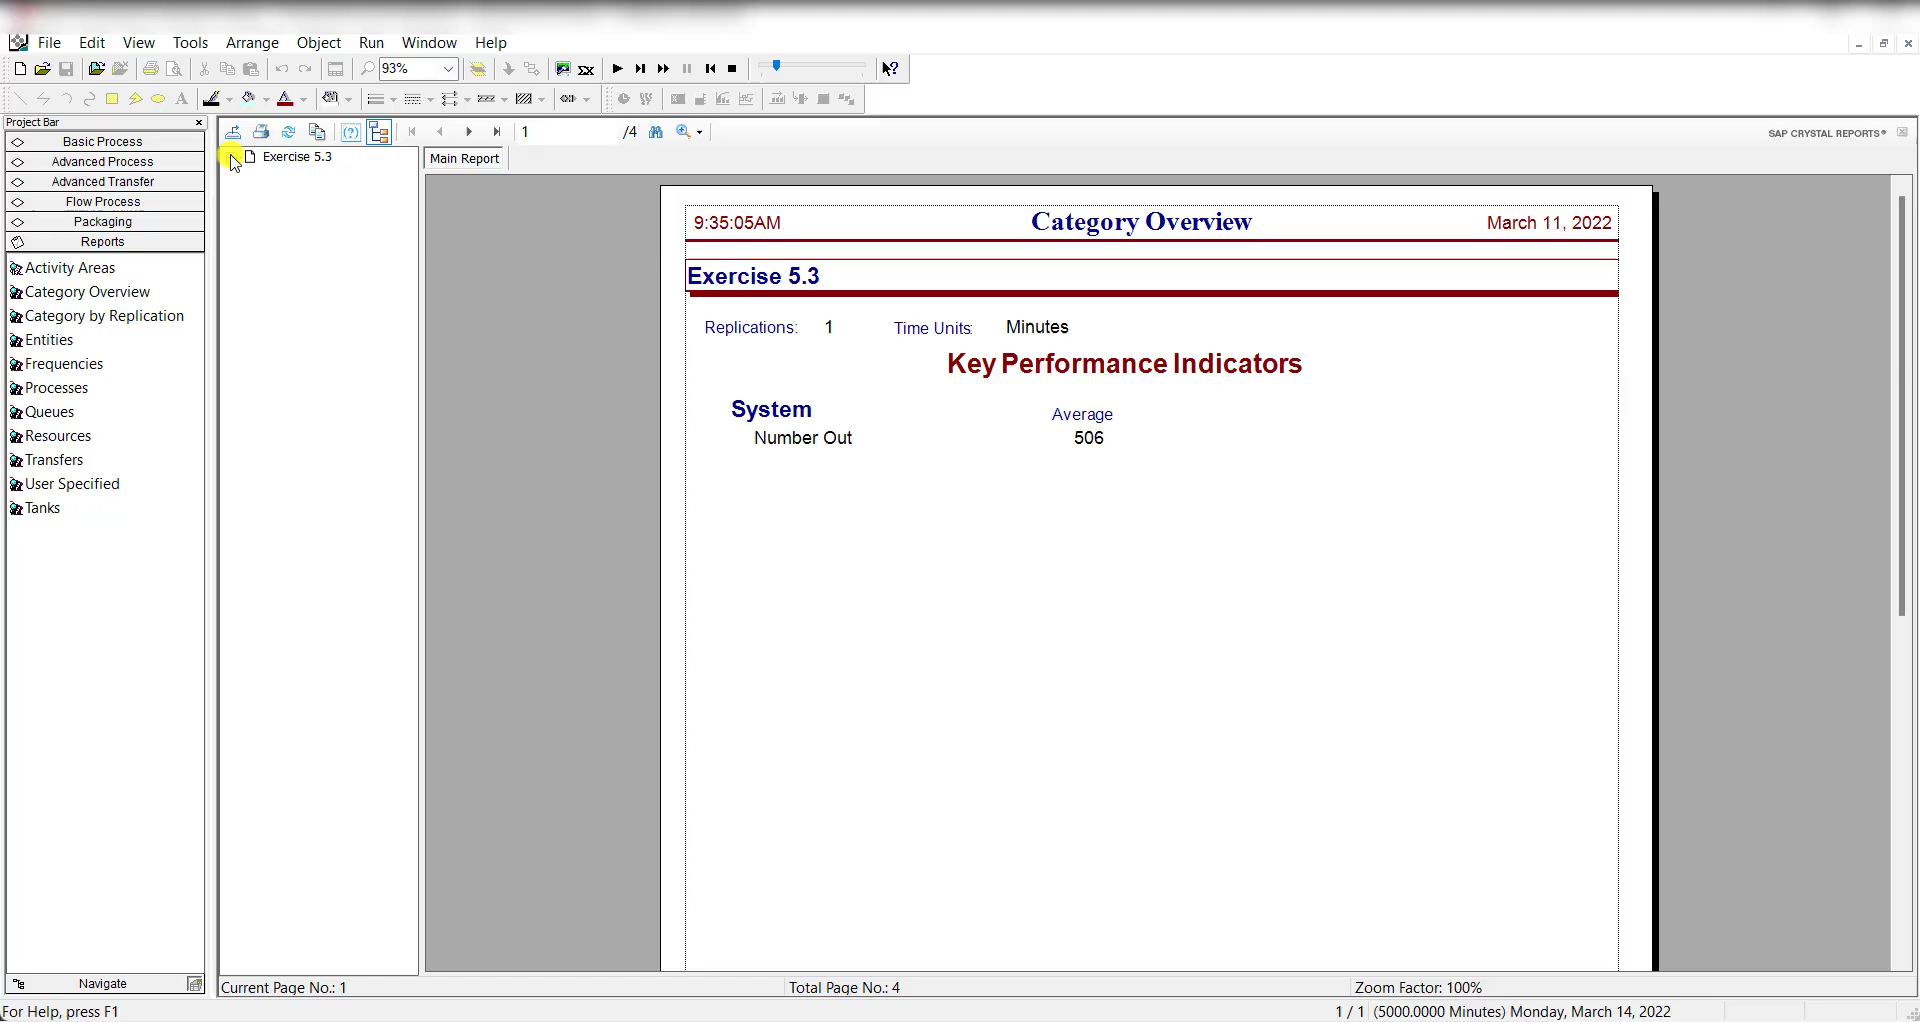 File Edit View Tools Arrange Object Run Window Help
93%
Project Bar
Basic Process
Advanced Process
Advanced Transfer
Flow Process
Packaging
Reports
Activity Areas
Category Overview
Category by Replication
Entities
Frequencies
Processes
Queues
Resources
Transfers
User Specified
Tanks
Navigate
1 /4
SAP CRYSTAL REPORTS®
Exercise 5.3
Main Report
9:35:05AM Category Overview March 11, 2022
Exercise 5.3
Replications: 1 Time Units: Minutes
Key Performance Indicators
System Average
Number Out 506
Current Page No.: 1 Total Page No.: 4 Zoom Factor: 100%
For Help, press F1 1 / 1 (5000.0000 Minutes) Monday, March 14, 2022